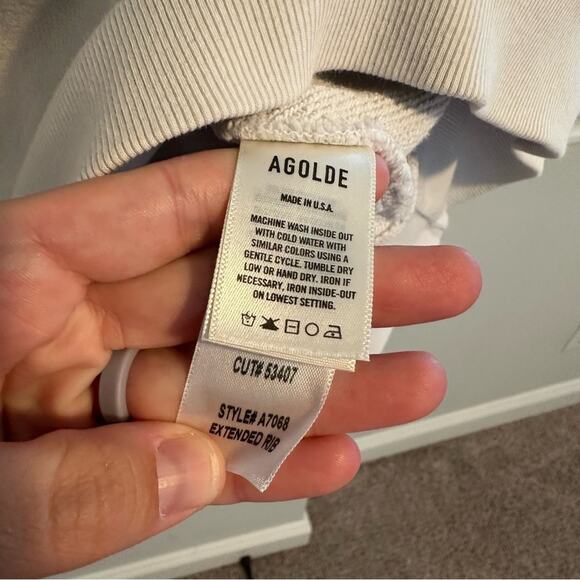 AGOLDE
MADE IN U.S.A.
MACHINE WASH INSIDE OUT
WITH COLD WATER WITH
SIMILAR COLORS USING A
GENTLE CYCLE. TUMBLE DRY
LOW OR HAND DRY. IRON IF
NECESSARY, IRON INSIDE-OUT
ON LOWEST SETTING.
CUT# 53407
STYLE# A7068
EXTENDED RIB